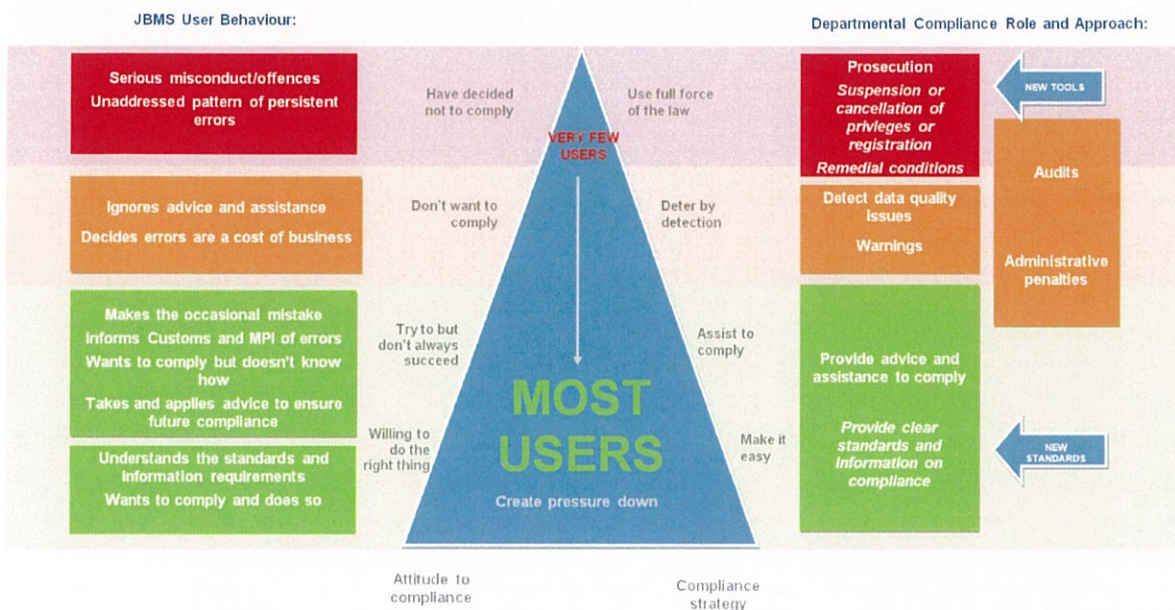 JBMS User Behaviour:
Departmental Compliance Role and Approach:
Serious misconduct/offences
Unaddressed pattern of persistent
errors
Have decided
not to comply
VERY FEW
USERS
Use full force
of the law
Prosecution
Suspension or
cancellation of
privleges or
registration
Remedial conditions
NEW TOOLS
Ignores advice and assistance
Decides errors are a cost of business
Don't want to
comply
Deter by
detection
Detect data quality
issues
Warnings
Audits
Administrative
penalties
Makes the occasional mistake
Informs Customs and MPI of errors
Wants to comply but doesn't know
how
Takes and applies advice to ensure
future compliance
Try to but
don't always
succeed
Assist to
comply
Provide advice and
assistance to comply
Understands the standards and
information requirements
Wants to comply and does so
Willing to
do the
right thing
MOST
USERS
Create pressure down
Make it
easy
Provide clear
standards and
information on
compliance
NEW
STANDARDS
Attitude to
compliance
Compliance
strategy